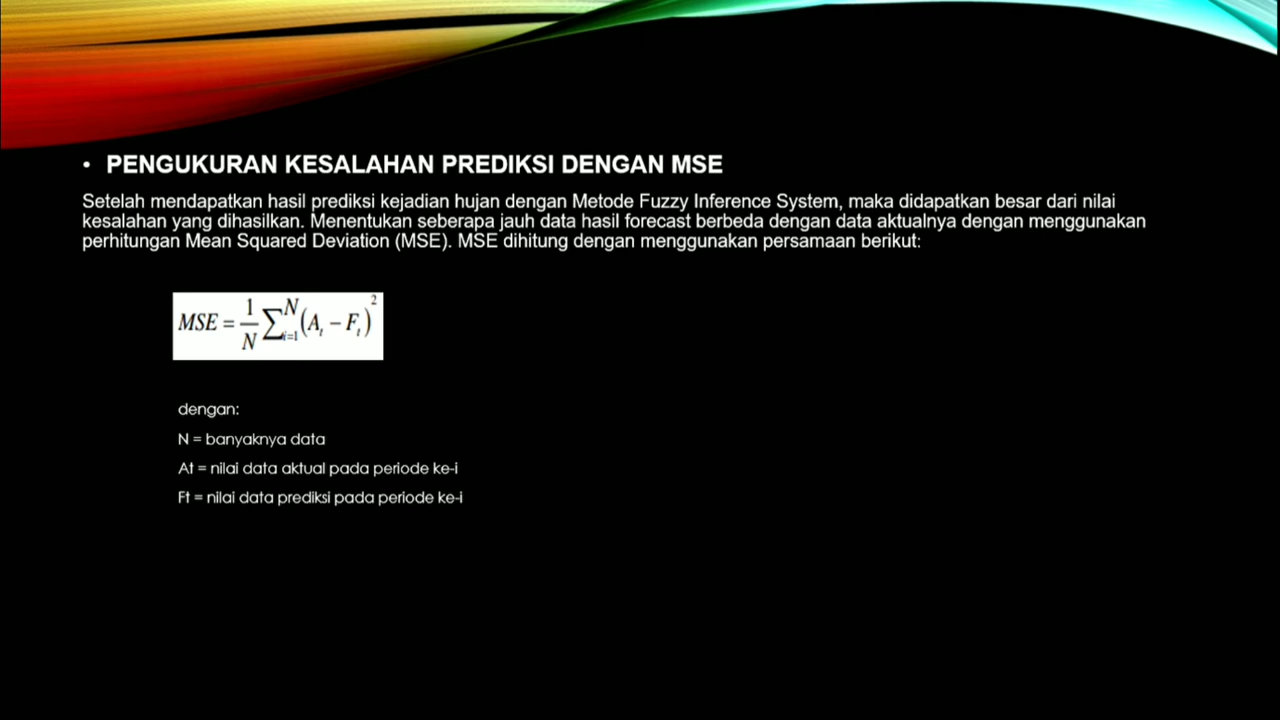 • PENGUKURAN KESALAHAN PREDIKSI DENGAN MSE
Setelah mendapatkan hasil prediksi kejadian hujan dengan Metode Fuzzy Inference System, maka didapatkan besar dari nilai
kesalahan yang dihasilkan. Menentukan seberapa jauh data hasil forecast berbeda dengan data aktualnya dengan menggunakan
perhitungan Mean Squared Deviation (MSE). MSE dihitung dengan menggunakan persamaan berikut:
MSE = 1/N ∑_{i=1}^{N} (A_t − F_t)^2
dengan:
N = banyaknya data
At = nilai data aktual pada periode ke-i
Ft = nilai data prediksi pada periode ke-i